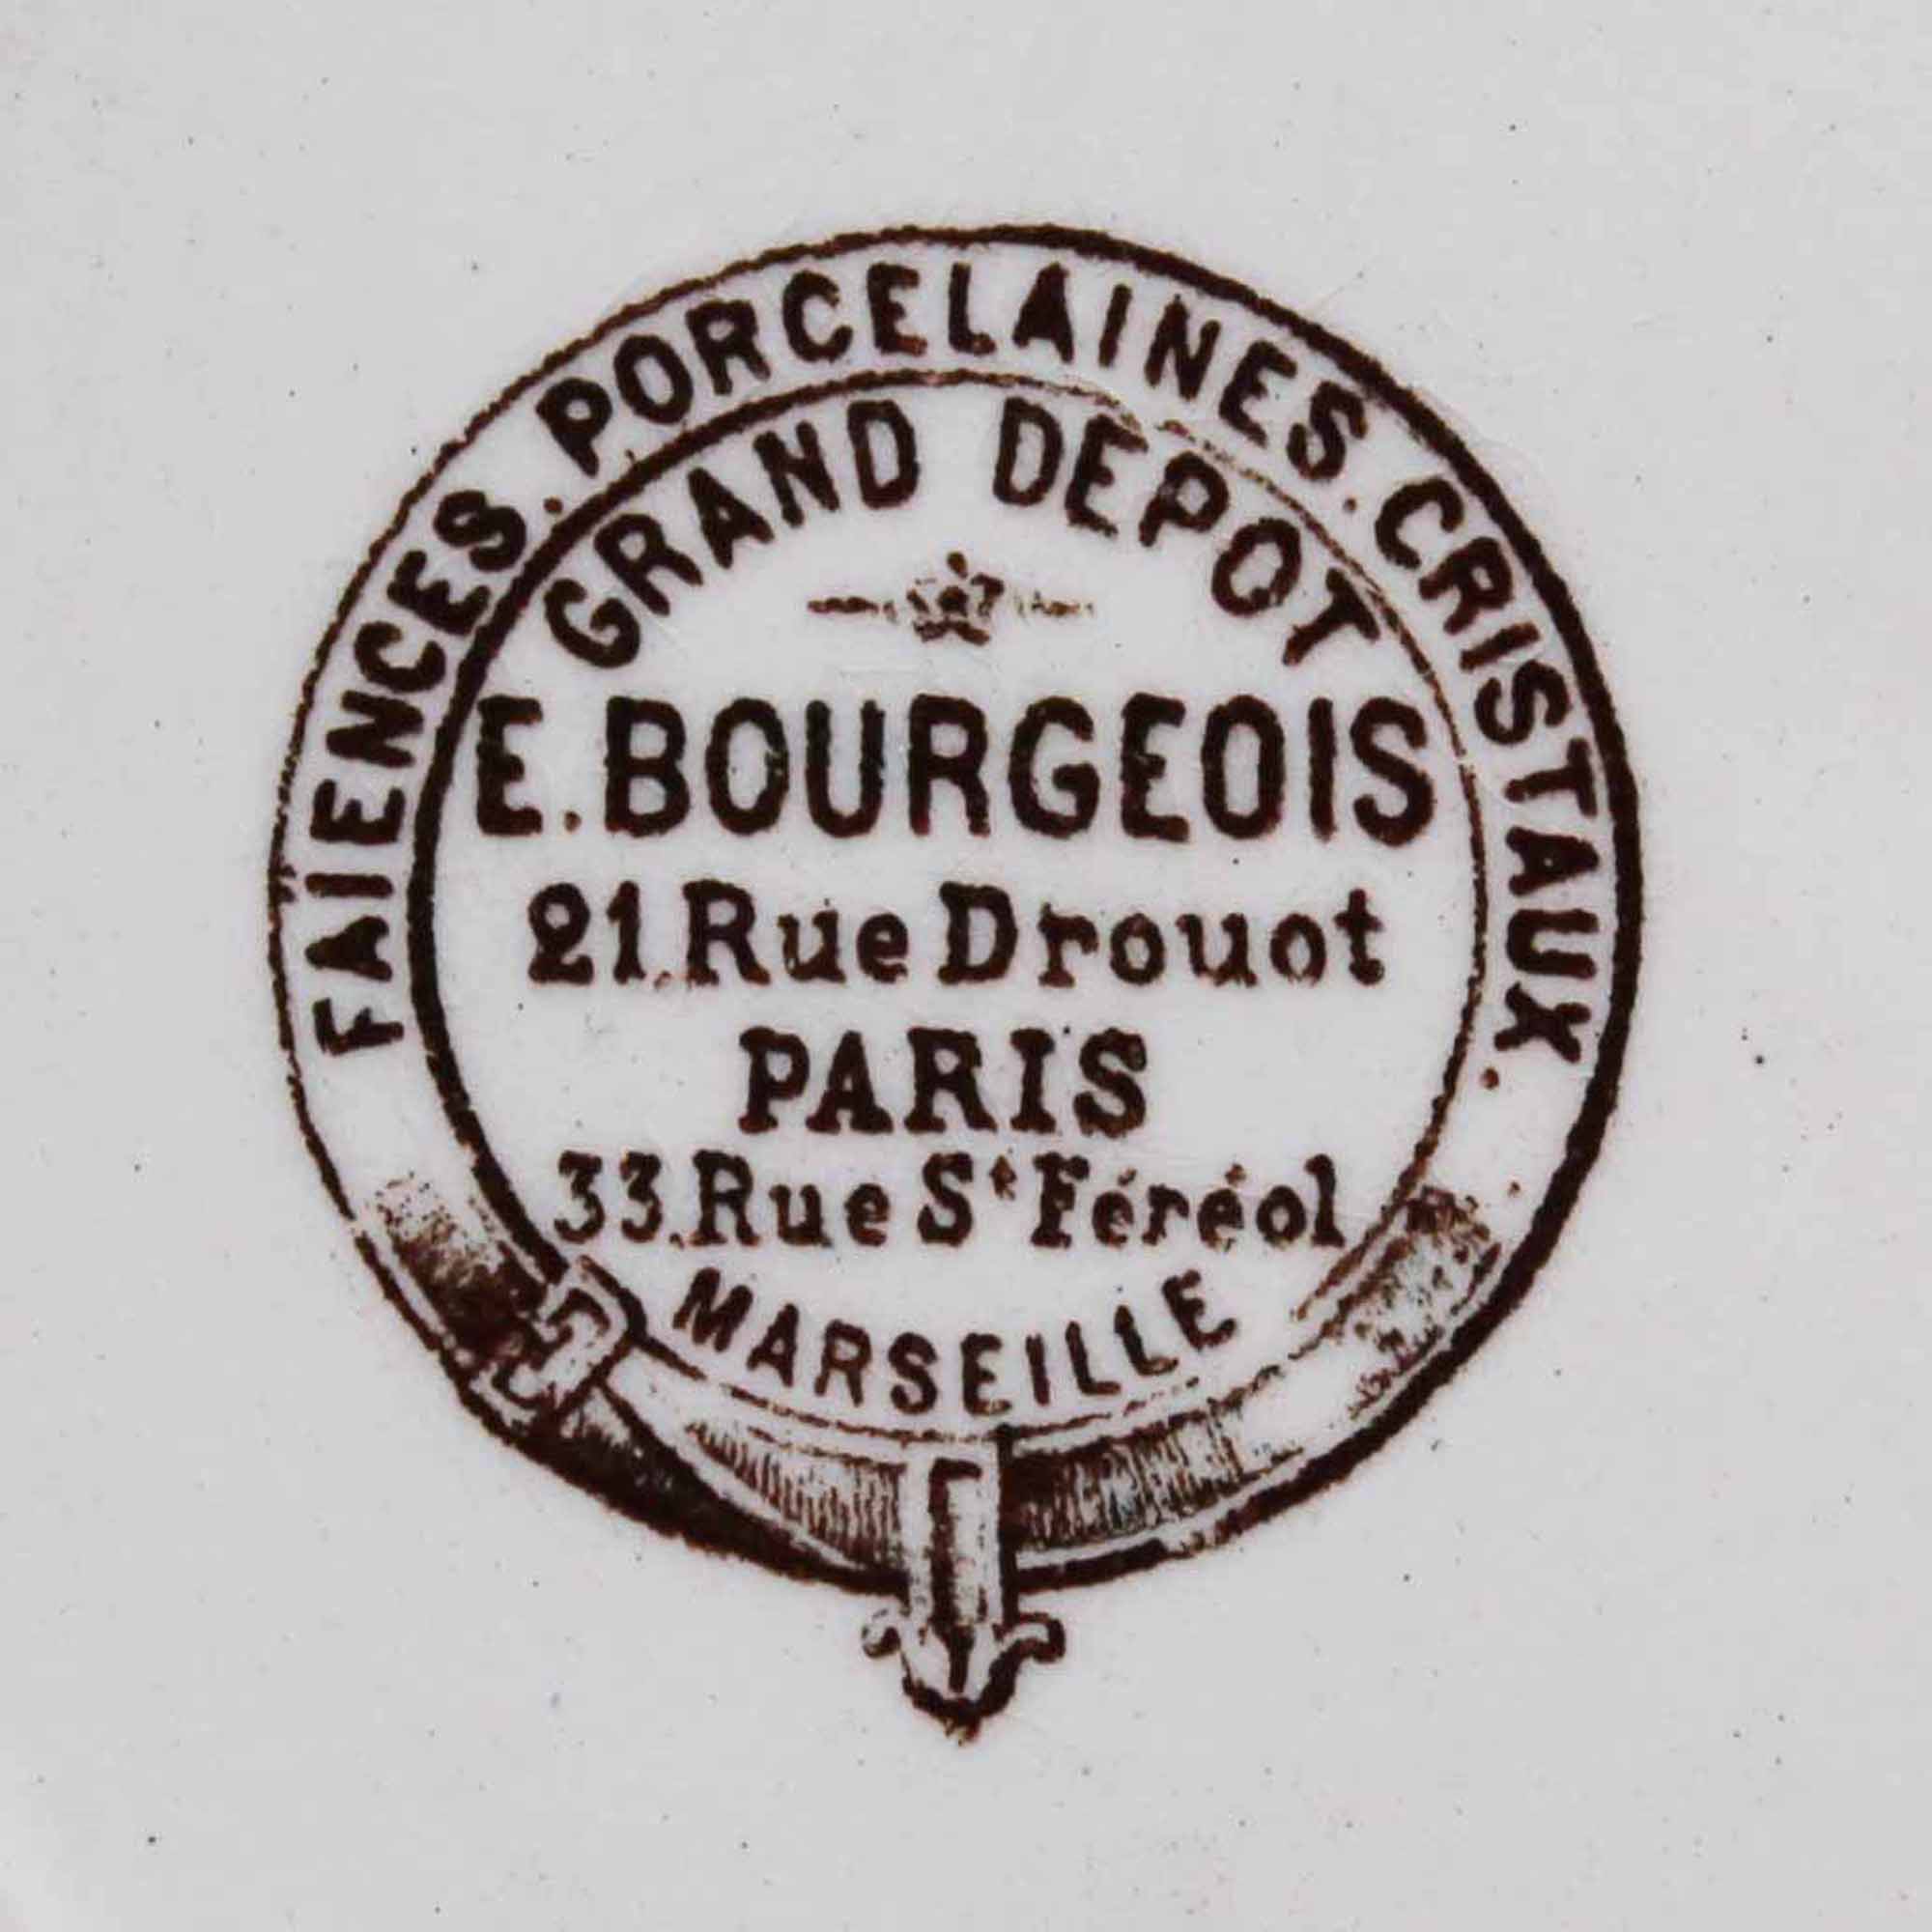 FAÏENCES. PORCELAINES. CRISTAUX.
GRAND DEPOT
E. BOURGEOIS
21. Rue Drouot
PARIS
33. Rue St Féréol
MARSEILLE